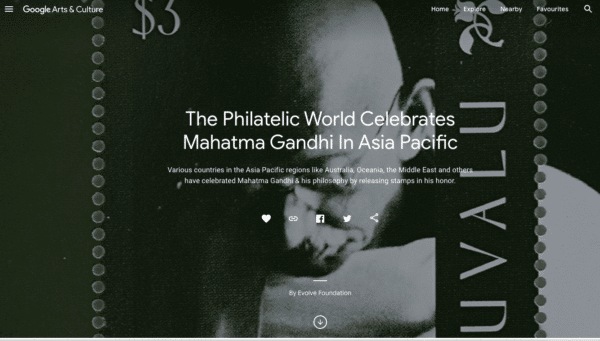 $3
Google Arts & Culture
Home Explore Nearby Favourites
UVALU
The Philatelic World Celebrates
Mahatma Gandhi In Asia Pacific
Various countries in the Asia Pacific regions like Australia, Oceania, the Middle East and others
have celebrated Mahatma Gandhi & his philosophy by releasing stamps in his honor.
By Evolve Foundation